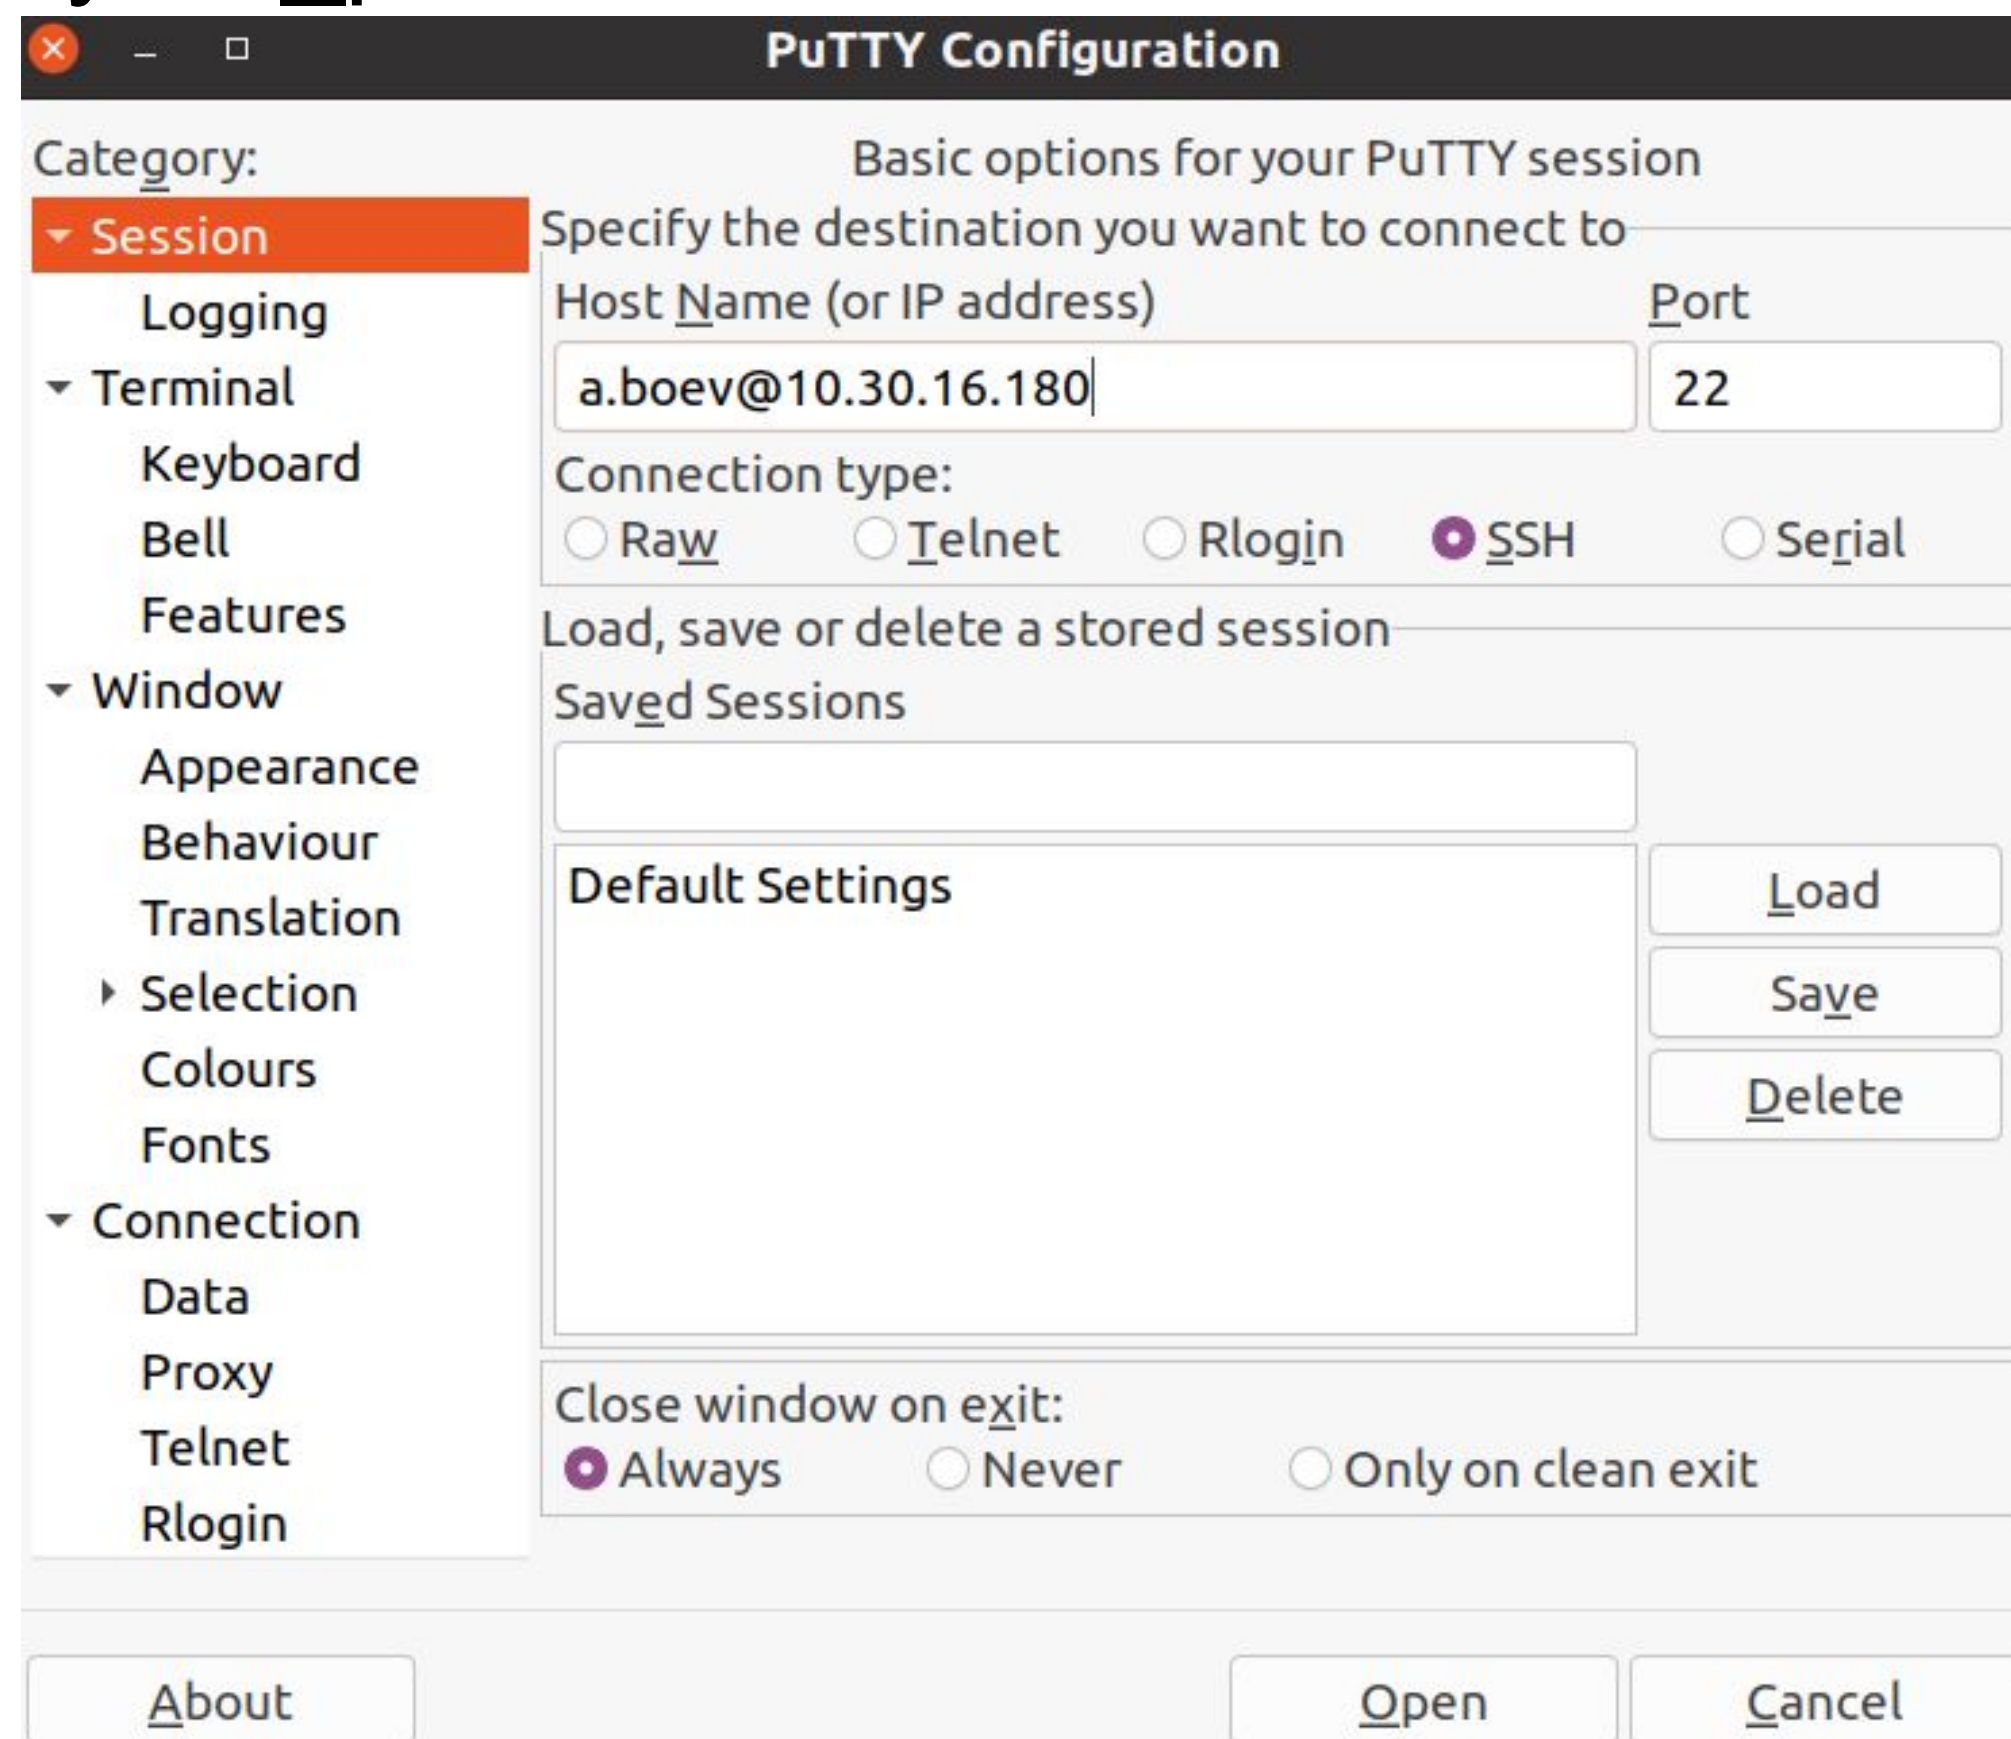 PuTTY Configuration
Category:
Session
Logging
Terminal
Keyboard
Bell
Features
Window
Appearance
Behaviour
Translation
Selection
Colours
Fonts
Connection
Data
Proxy
Telnet
Rlogin
Basic options for your PuTTY session
Specify the destination you want to connect to
Host Name (or IP address) Port
a.boev@10.30.16.180 22
Connection type:
Raw Telnet Rlogin SSH Serial
Load, save or delete a stored session
Saved Sessions
Default Settings
Load
Save
Delete
Close window on exit:
Always Never Only on clean exit
About Open Cancel